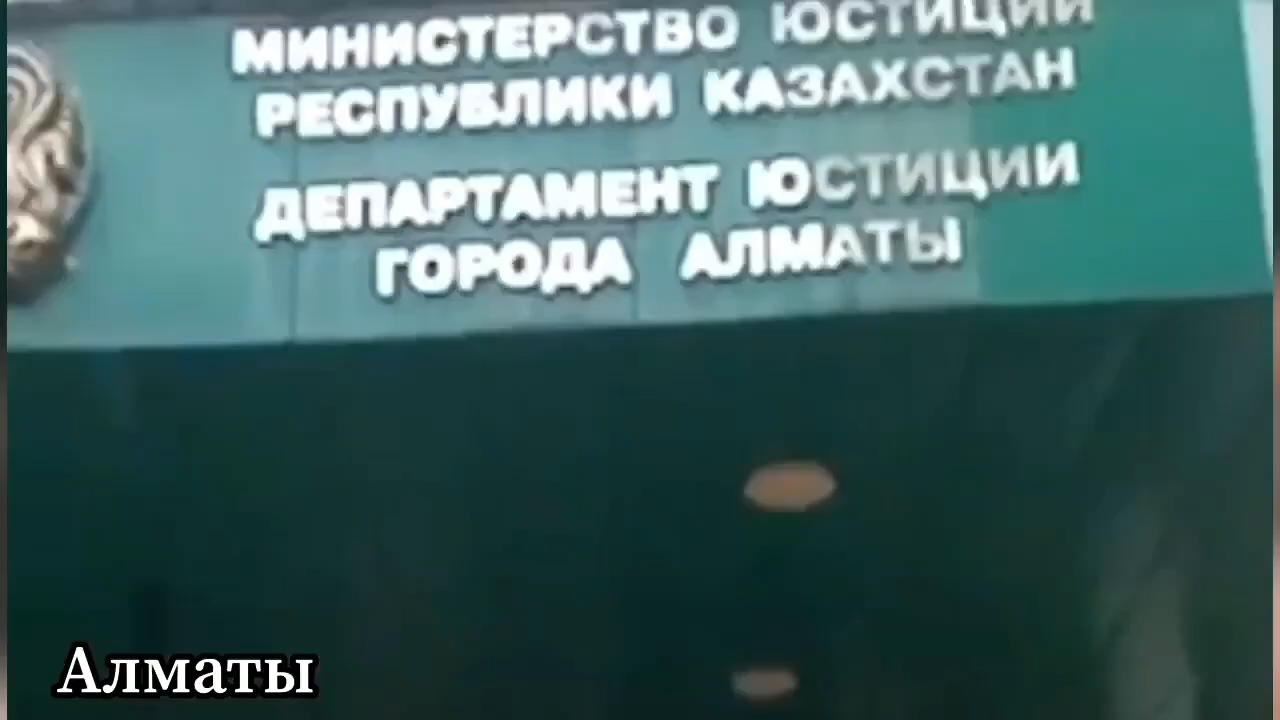 МИНИСТЕРСТВО ЮСТИЦИИ
РЕСПУБЛИКИ КАЗАХСТАН
ДЕПАРТАМЕНТ ЮСТИЦИИ
ГОРОДА АЛМАТЫ
Алматы